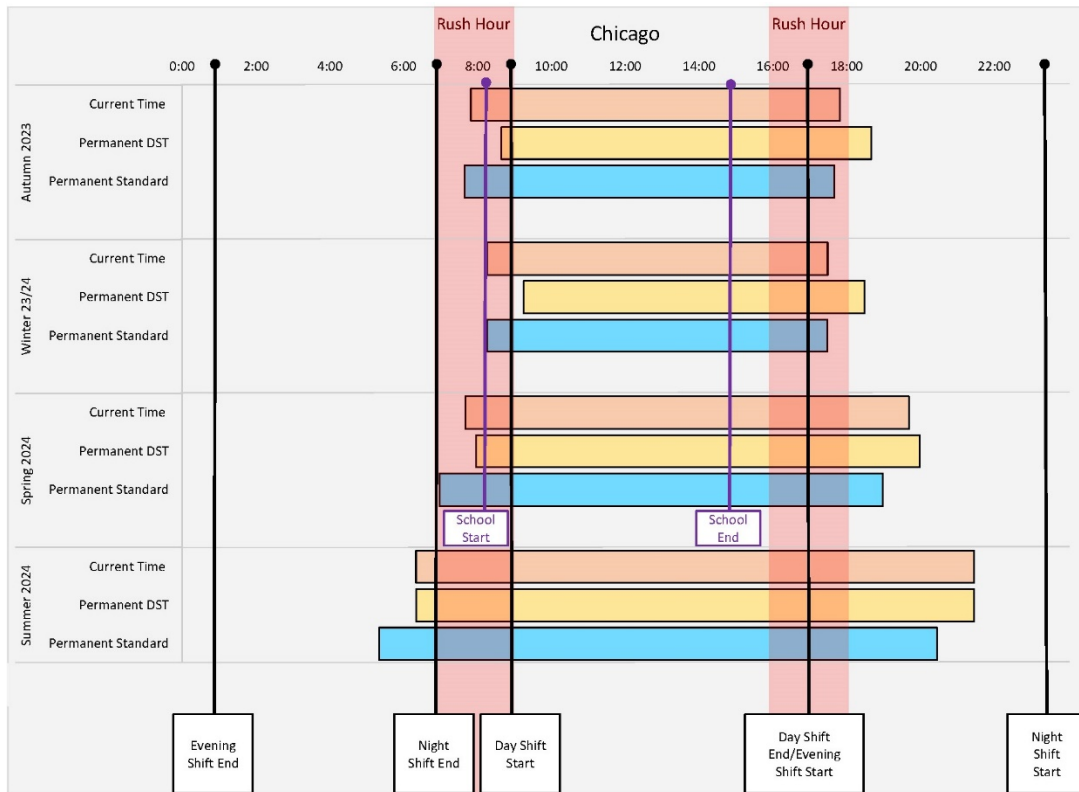 Rush Hour
Rush Hour
Chicago
0:00 2:00 4:00 6:00 8:00 10:00 12:00 14:00 16:00 18:00 20:00 22:00
Autumn 2023
Current Time
Permanent DST
Permanent Standard
Winter 23/24
Current Time
Permanent DST
Permanent Standard
Spring 2024
Current Time
Permanent DST
Permanent Standard
School
Start
School
End
Summer 2024
Current Time
Permanent DST
Permanent Standard
Evening
Shift End
Night
Shift End
Day Shift
Start
Day Shift
End/Evening
Shift Start
Night
Shift
Start